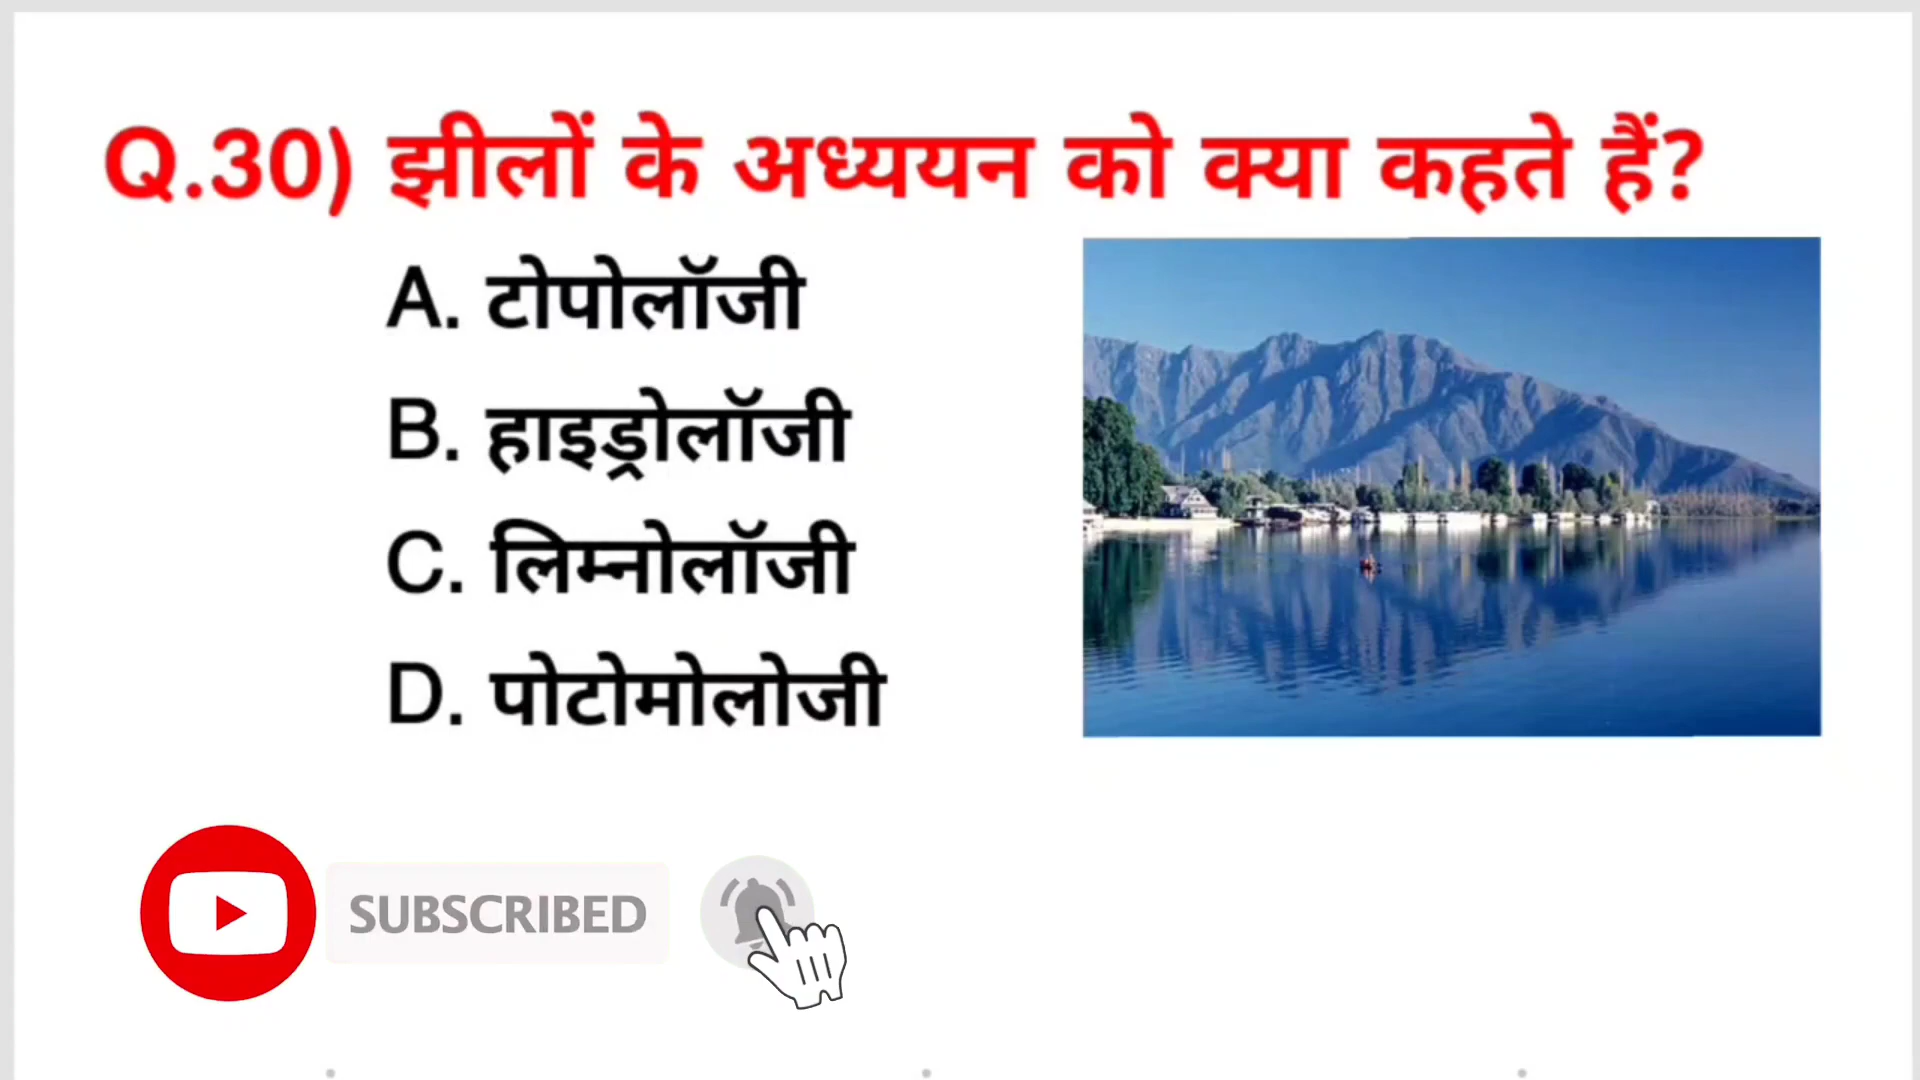 Q.30) झीलों के अध्ययन को क्या कहते हैं?
A. टोपोलॉजी
B. हाइड्रोलॉजी
C. लिम्नोलॉजी
D. पोटोमोलोजी
SUBSCRIBED